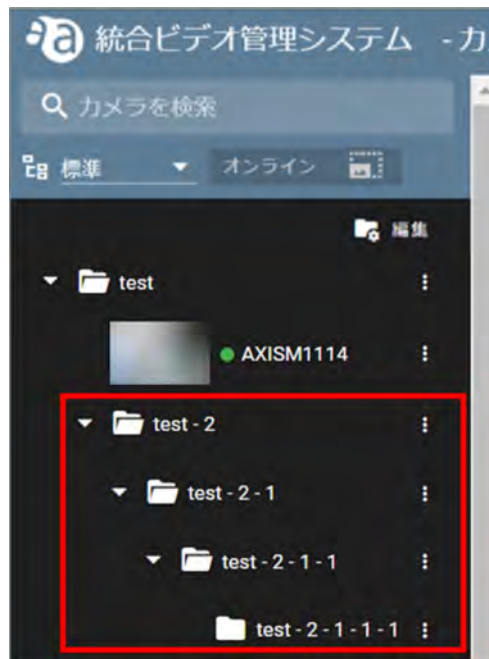 統合ビデオ管理システム - カ
カメラを検索
標準 オンライン
編集
test
AXISM1114
test - 2
test - 2 - 1
test - 2 - 1 - 1
test - 2 - 1 - 1 - 1